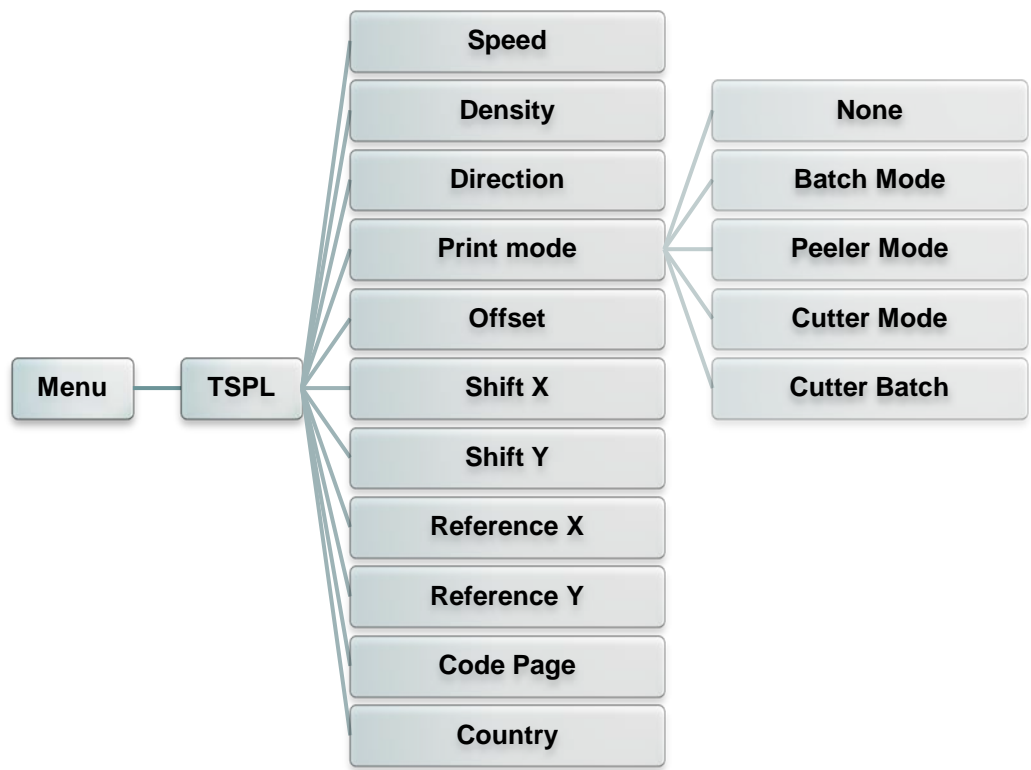 Menu
TSPL
Speed
Density
Direction
Print mode
Offset
Shift X
Shift Y
Reference X
Reference Y
Code Page
Country
None
Batch Mode
Peeler Mode
Cutter Mode
Cutter Batch